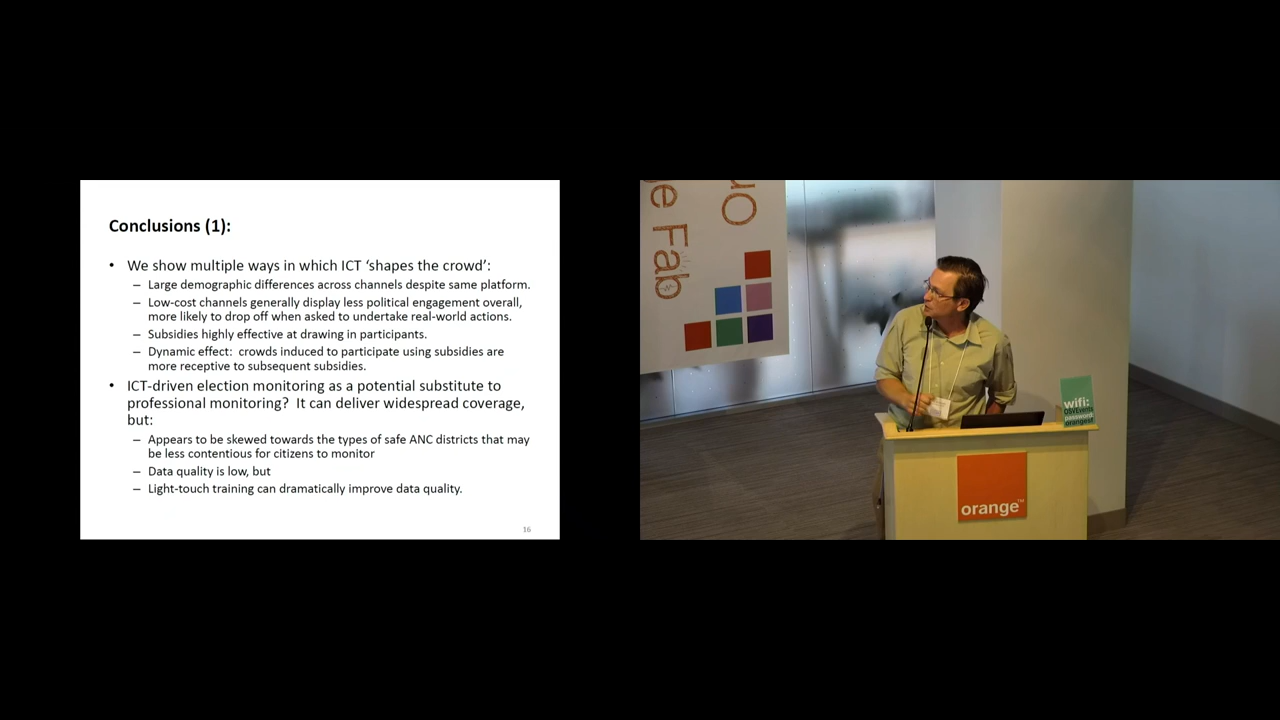 Conclusions (1):
• We show multiple ways in which ICT ‘shapes the crowd’:
– Large demographic differences across channels despite same platform.
– Low-cost channels generally display less political engagement overall,
more likely to drop off when asked to undertake real-world actions.
– Subsidies highly effective at drawing in participants.
– Dynamic effect: crowds induced to participate using subsidies are
more receptive to subsequent subsidies.
• ICT-driven election monitoring as a potential substitute to
professional monitoring? It can deliver widespread coverage,
but:
– Appears to be skewed towards the types of safe ANC districts that may
be less contentious for citizens to monitor
– Data quality is low, but
– Light-touch training can dramatically improve data quality.
16
Fab
wifi:
password
orange™